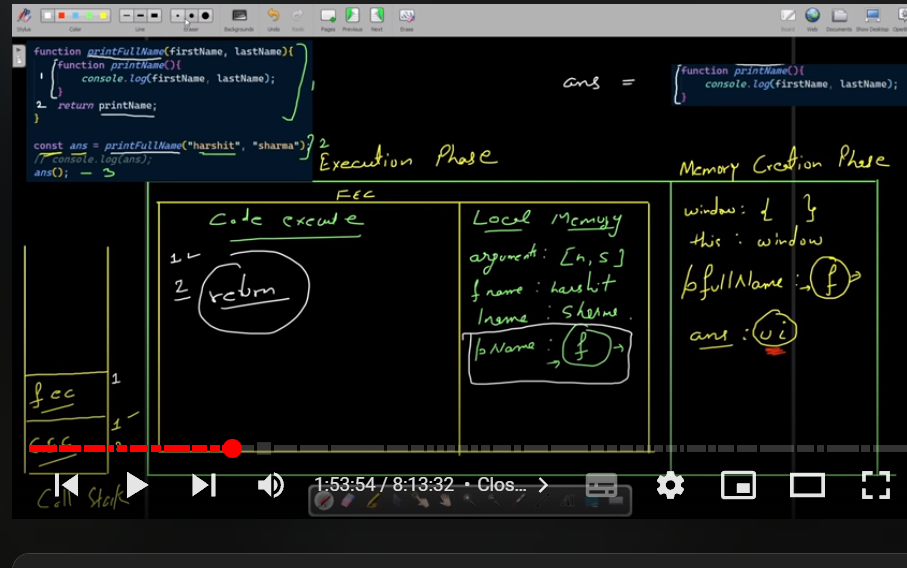 Stylus
Color
Line
Eraser
Backgrounds
Undo
Tools
Pages
Previous
Next
Erase
Board
Web
Documents
Show Desktop
function printFullName(firstName, lastName){
1 function printName(){
console.log(firstName, lastName);
}
2 return printName;
}
1
const ans = printFullName("harshit", "sharma"); 2
// console.log(ans);
ans(); - 3
ans =
function printName(){
console.log(firstName, lastName);
}
Execution Phase
Memory Creation Phase
FEC
Code execute
1
2 return
Local Memory
arguments: [h, s]
fname : harshit
lname :
pName : f
window: { }
this : window
pfullName : f
ans : ui
fec 1
1
Call Stack
1:53:54 / 8:13:32 • Clos...